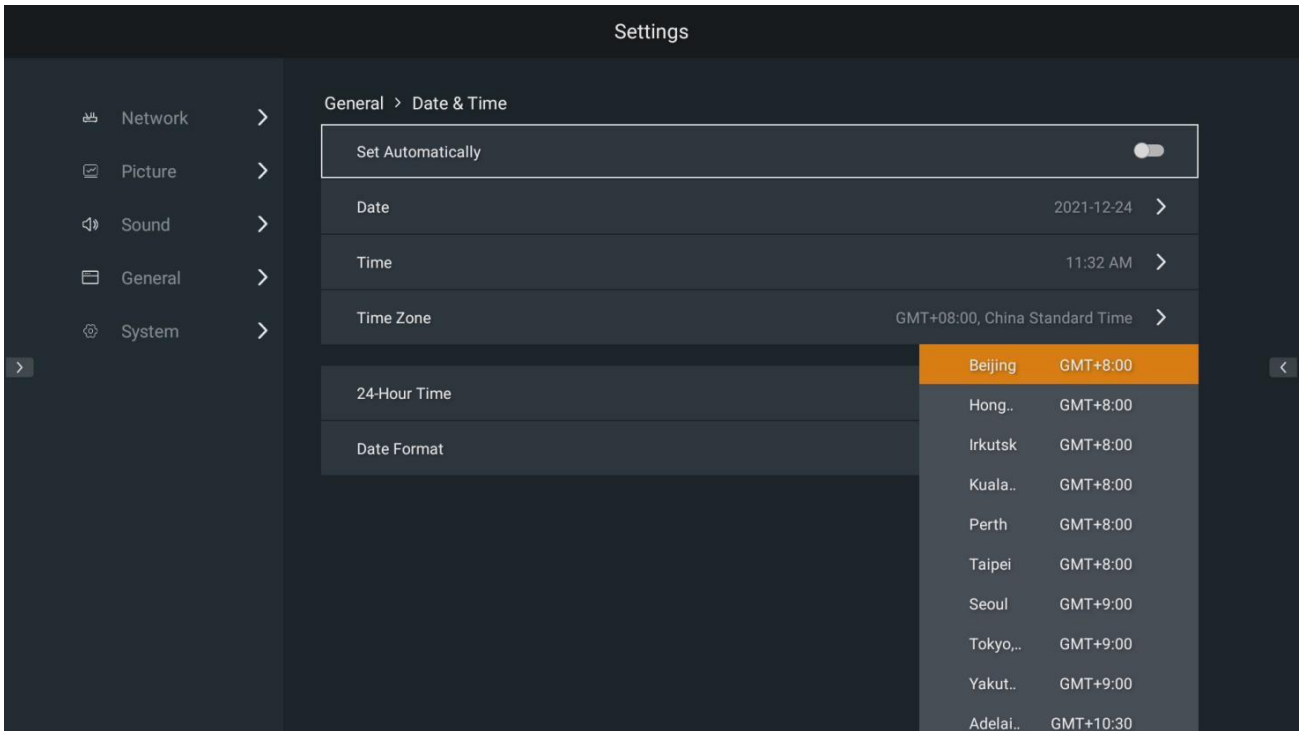 Settings
Network
Picture
Sound
General
System
General > Date & Time
Set Automatically
Date 2021-12-24
Time 11:32 AM
Time Zone GMT+08:00, China Standard Time
24-Hour Time
Date Format
Beijing GMT+8:00
Hong.. GMT+8:00
Irkutsk GMT+8:00
Kuala.. GMT+8:00
Perth GMT+8:00
Taipei GMT+8:00
Seoul GMT+9:00
Tokyo,.. GMT+9:00
Yakut.. GMT+9:00
Adelai.. GMT+10:30